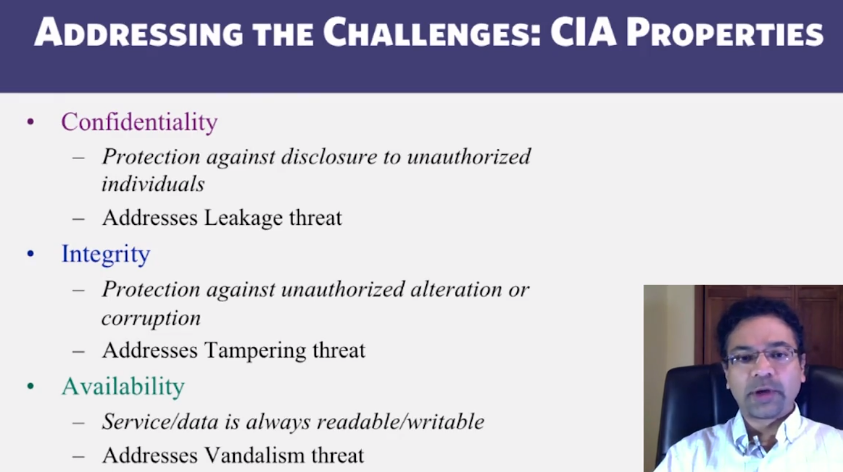 ADDRESSING THE CHALLENGES: CIA PROPERTIES
• Confidentiality
– Protection against disclosure to unauthorized
individuals
– Addresses Leakage threat
• Integrity
– Protection against unauthorized alteration or
corruption
– Addresses Tampering threat
• Availability
– Service/data is always readable/writable
– Addresses Vandalism threat